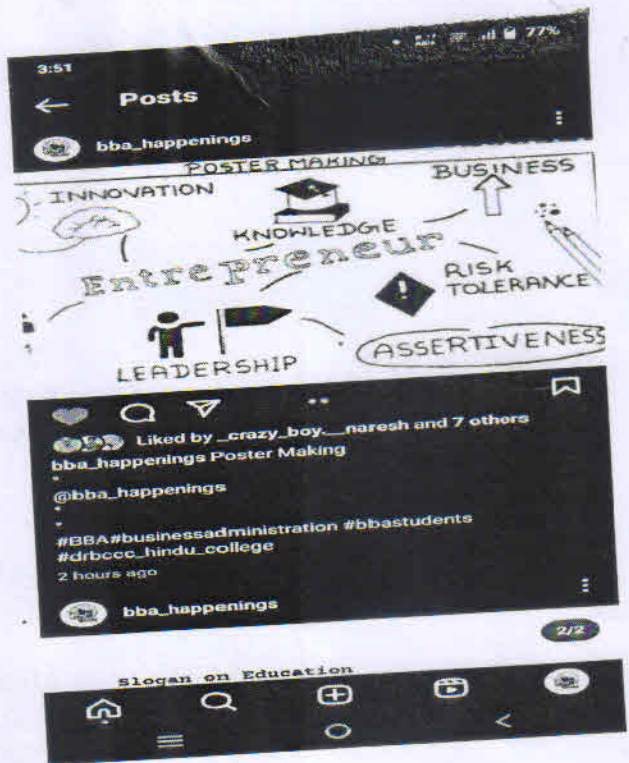 3:51
77%
Posts
bba_happenings
POSTER MAKING
INNOVATION
BUSINESS
KNOWLEDGE
Entrepreneur
RISK
TOLERANCE
LEADERSHIP
ASSERTIVENESS
Liked by _crazy_boy.__naresh and 7 others
bba_happenings Poster Making
@bba_happenings
#BBA#businessadministration #bbastudents
#drbccc_hindu_college
2 hours ago
bba_happenings
2/2
Slogan on Education